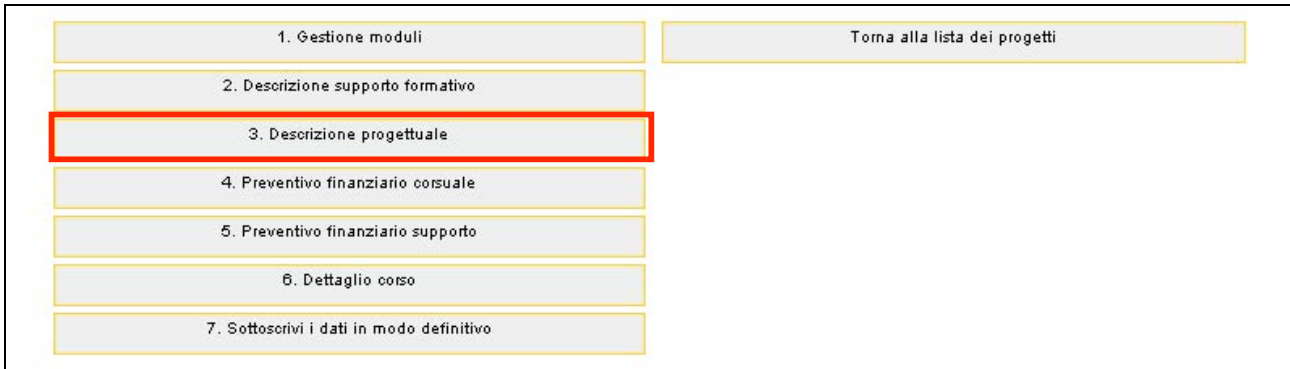 1. Gestione moduli
Torna alla lista dei progetti
2. Descrizione supporto formativo
3. Descrizione progettuale
4. Preventivo finanziario corsuale
5. Preventivo finanziario supporto
6. Dettaglio corso
7. Sottoscrivi i dati in modo definitivo